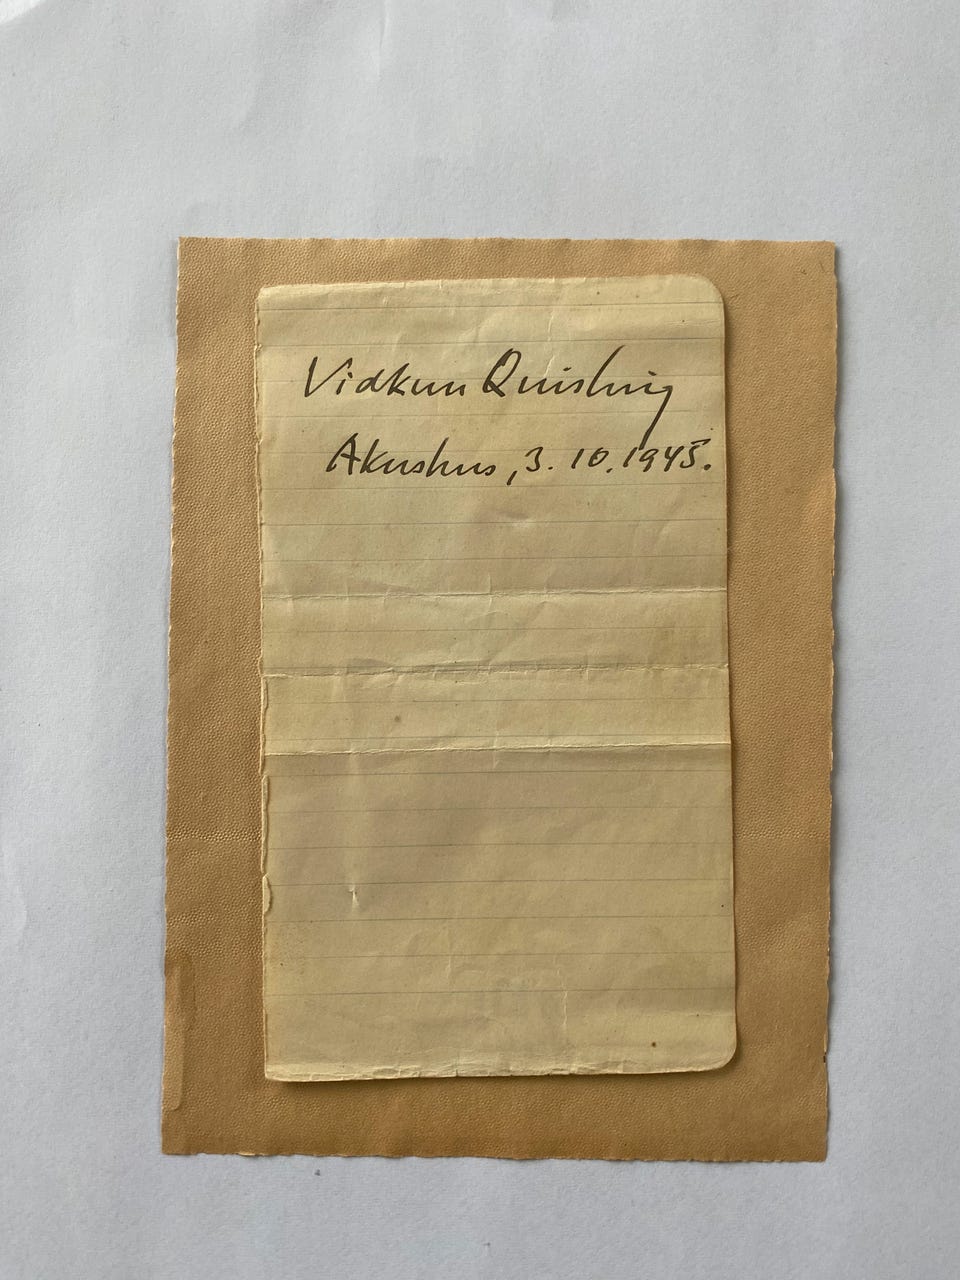 Vidkun Quisling
Akershus, 3. 10. 1945.